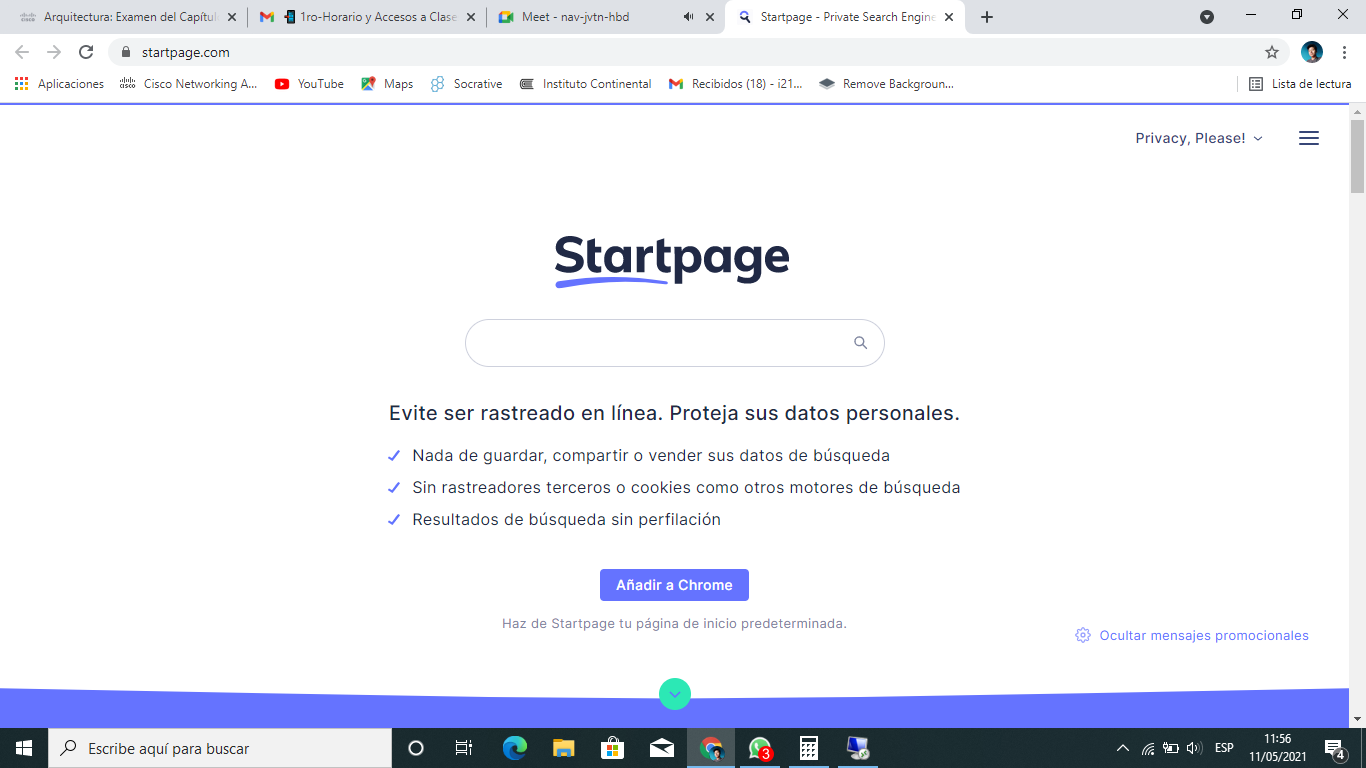 Arquitectura: Examen del Capítul
1ro-Horario y Accesos a Clase
Meet - nav-jvtn-hbd
Startpage - Private Search Engine
startpage.com
Aplicaciones
Cisco Networking A...
YouTube
Maps
Socrative
Instituto Continental
Recibidos (18) - i21...
Remove Backgroun...
Lista de lectura
Privacy, Please!
Startpage
Evite ser rastreado en línea. Proteja sus datos personales.
Nada de guardar, compartir o vender sus datos de búsqueda
Sin rastreadores terceros o cookies como otros motores de búsqueda
Resultados de búsqueda sin perfilación
Añadir a Chrome
Haz de Startpage tu página de inicio predeterminada.
Ocultar mensajes promocionales
Escribe aquí para buscar
3
ESP
11:56
11/05/2021
4